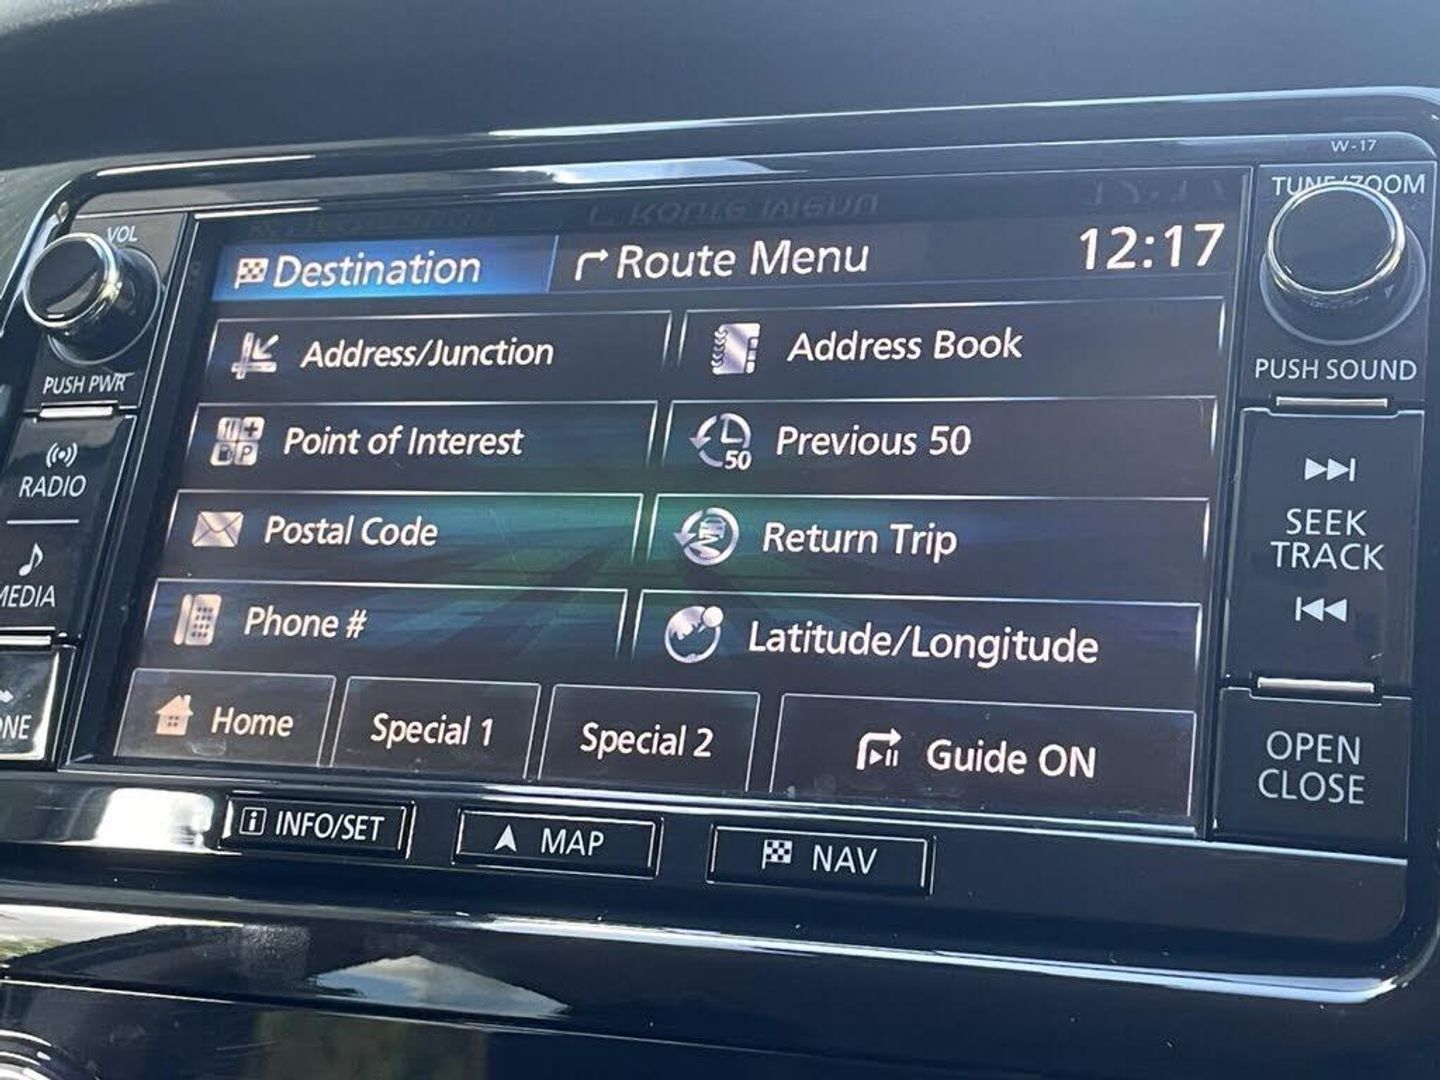 W-17
VOL
TUNE/ZOOM
Destination
Route Menu
12:17
PUSH PWR
Address/Junction
Address Book
PUSH SOUND
Point of Interest
50
Previous 50
RADIO
P
Postal Code
Return Trip
SEEK
TRACK
MEDIA
Phone #
Latitude/Longitude
Home
Special 1
Special 2
Guide ON
OPEN
CLOSE
i INFO/SET
MAP
NAV